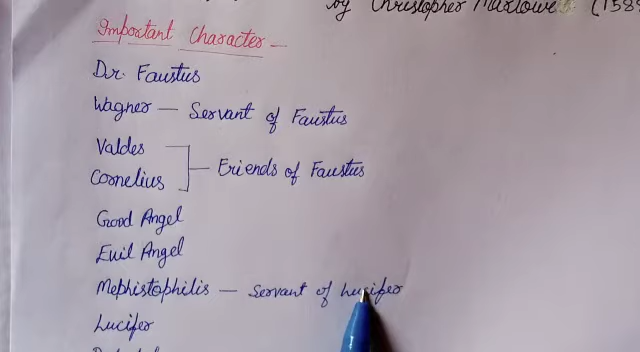 by Christopher Marlowe (158
Important Character —
Dr. Faustus
Wagner — Servant of Faustus
Valdes
Cornelius — Friends of Faustus
Good Angel
Evil Angel
Mephistophilis — Servant of Lucifer
Lucifer